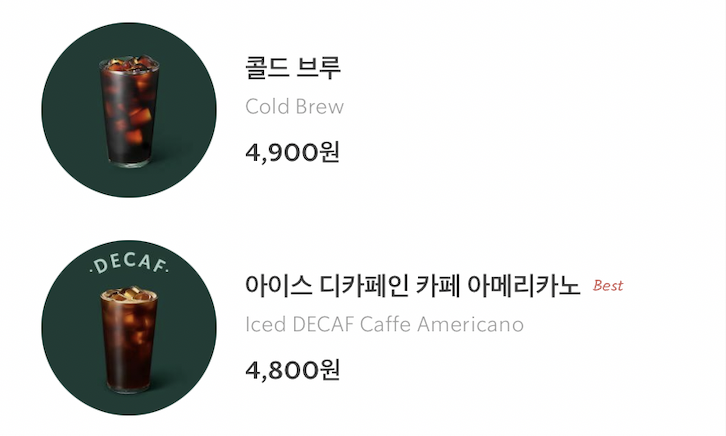 콜드 브루
Cold Brew
4,900원
·DECAF·
아이스 디카페인 카페 아메리카노 Best
Iced DECAF Caffe Americano
4,800원